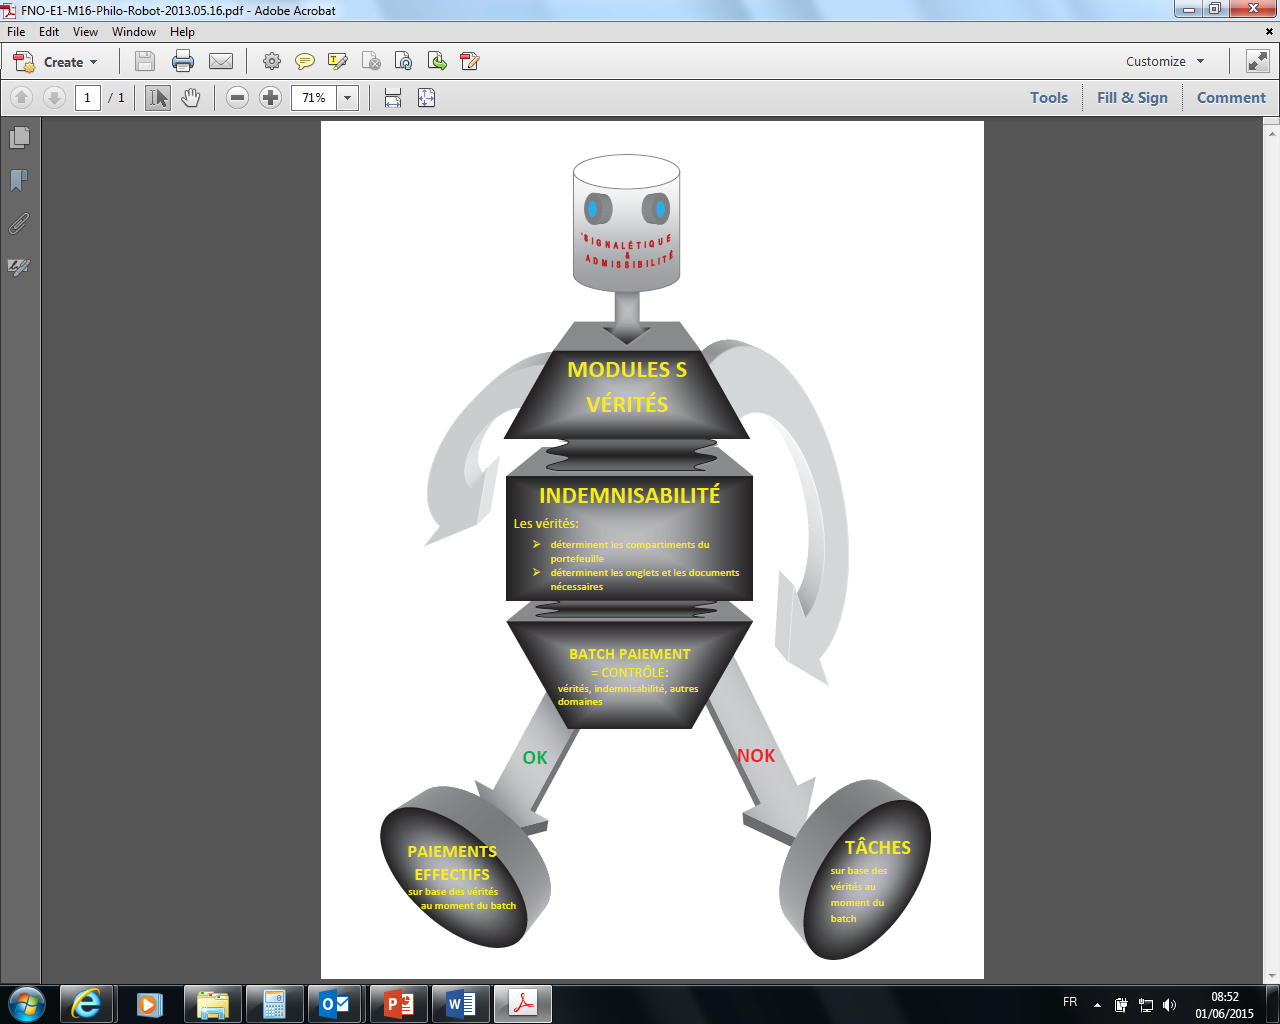 FNO-E1-M16-Philo-Robot-2013.05.16.pdf - Adobe Acrobat
File Edit View Window Help
Create Customize
1 / 1 71% Tools Fill & Sign Comment
'SIGNALÉTIQUE
&
ADMISSIBILITÉ
MODULES S
VÉRITÉS
INDEMNISABILITÉ
Les vérités:
déterminent les compartiments du
portefeuille
déterminent les onglets et les documents
nécessaires
BATCH PAIEMENT
= CONTRÔLE:
vérités, indemnisabilité, autres
domaines
OK
NOK
PAIEMENTS
EFFECTIFS
sur base des vérités
au moment du batch
TÂCHES
sur base des
vérités au
moment du
batch
FR
08:52
01/06/2015